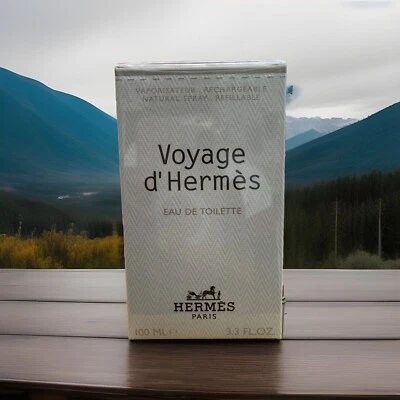 VAPORISATEUR . RECHARGEABLE
NATURAL SPRAY . REFILLABLE
Voyage
d'Hermès
EAU DE TOILETTE
HERMÈS
PARIS
100 ML e 3.3 FL.OZ.